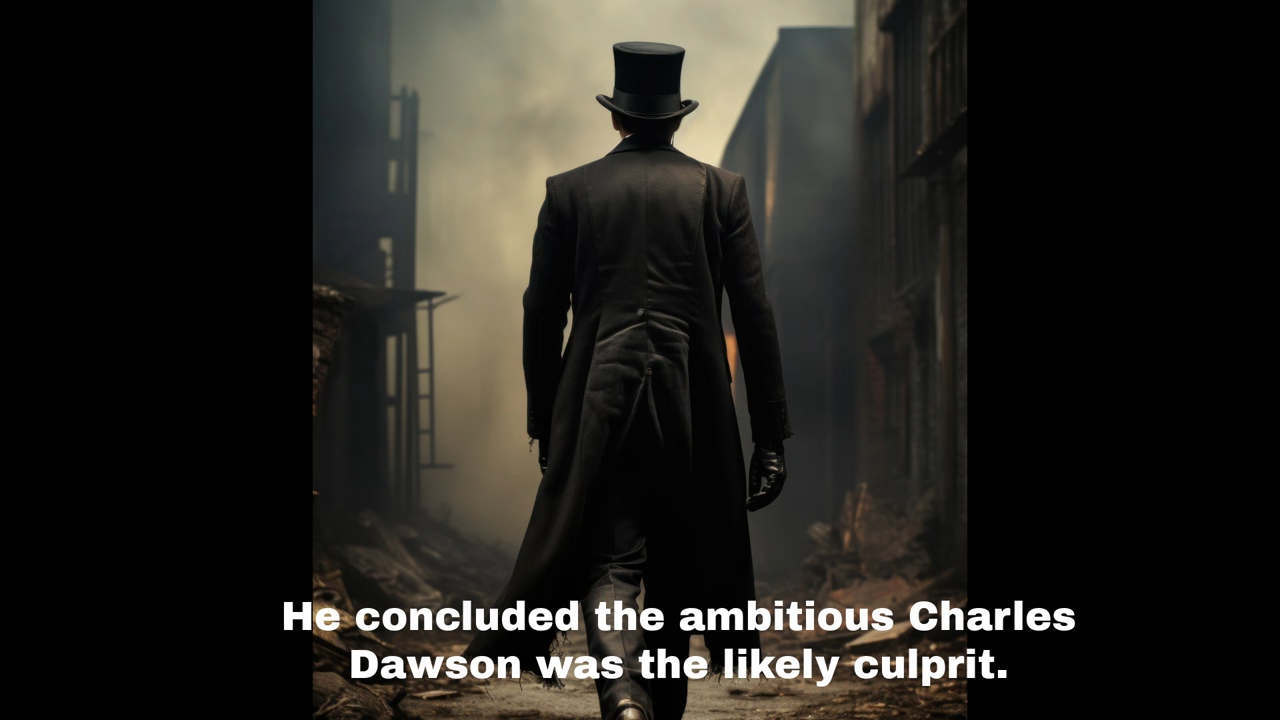 He concluded the ambitious Charles
Dawson was the likely culprit.